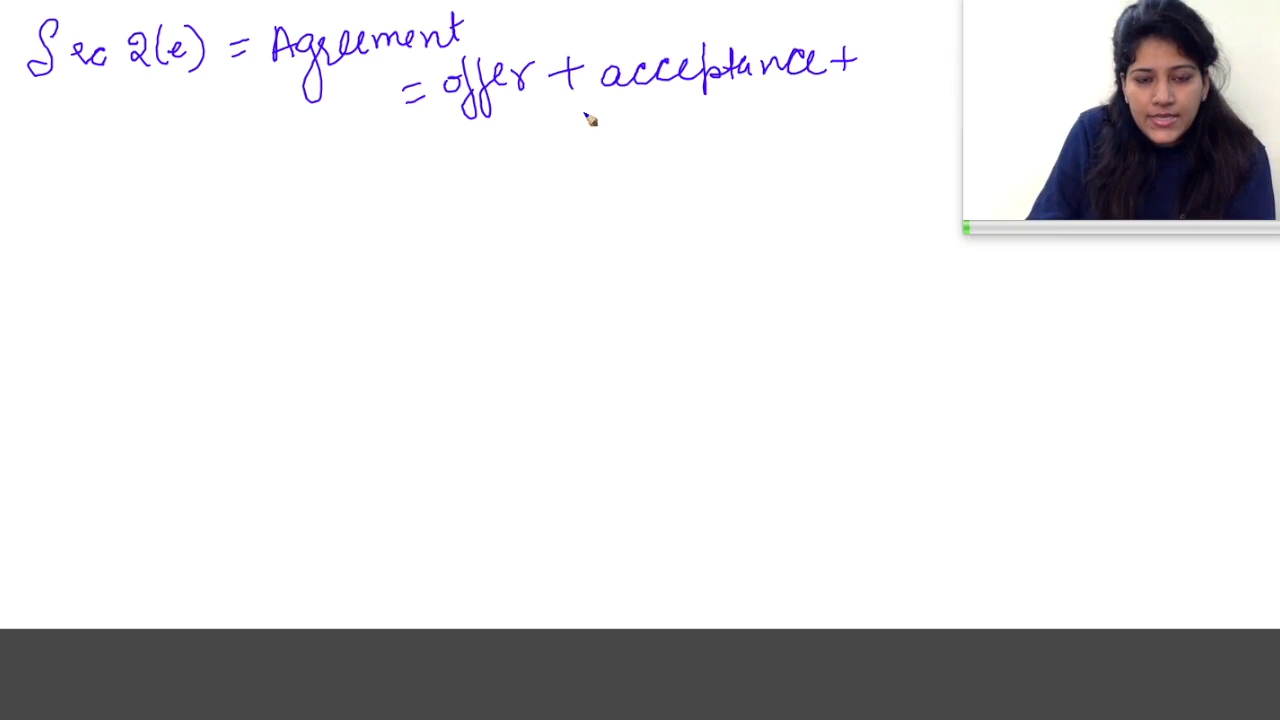 Sec 2(e) = Agreement
= offer + acceptance +